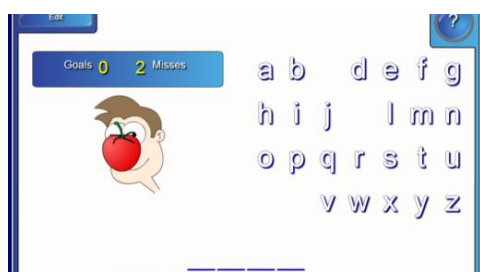 Edit
?
Goals 0 2 Misses
a b d e f g
h i j l m n
o p q r s t u
v w x y z